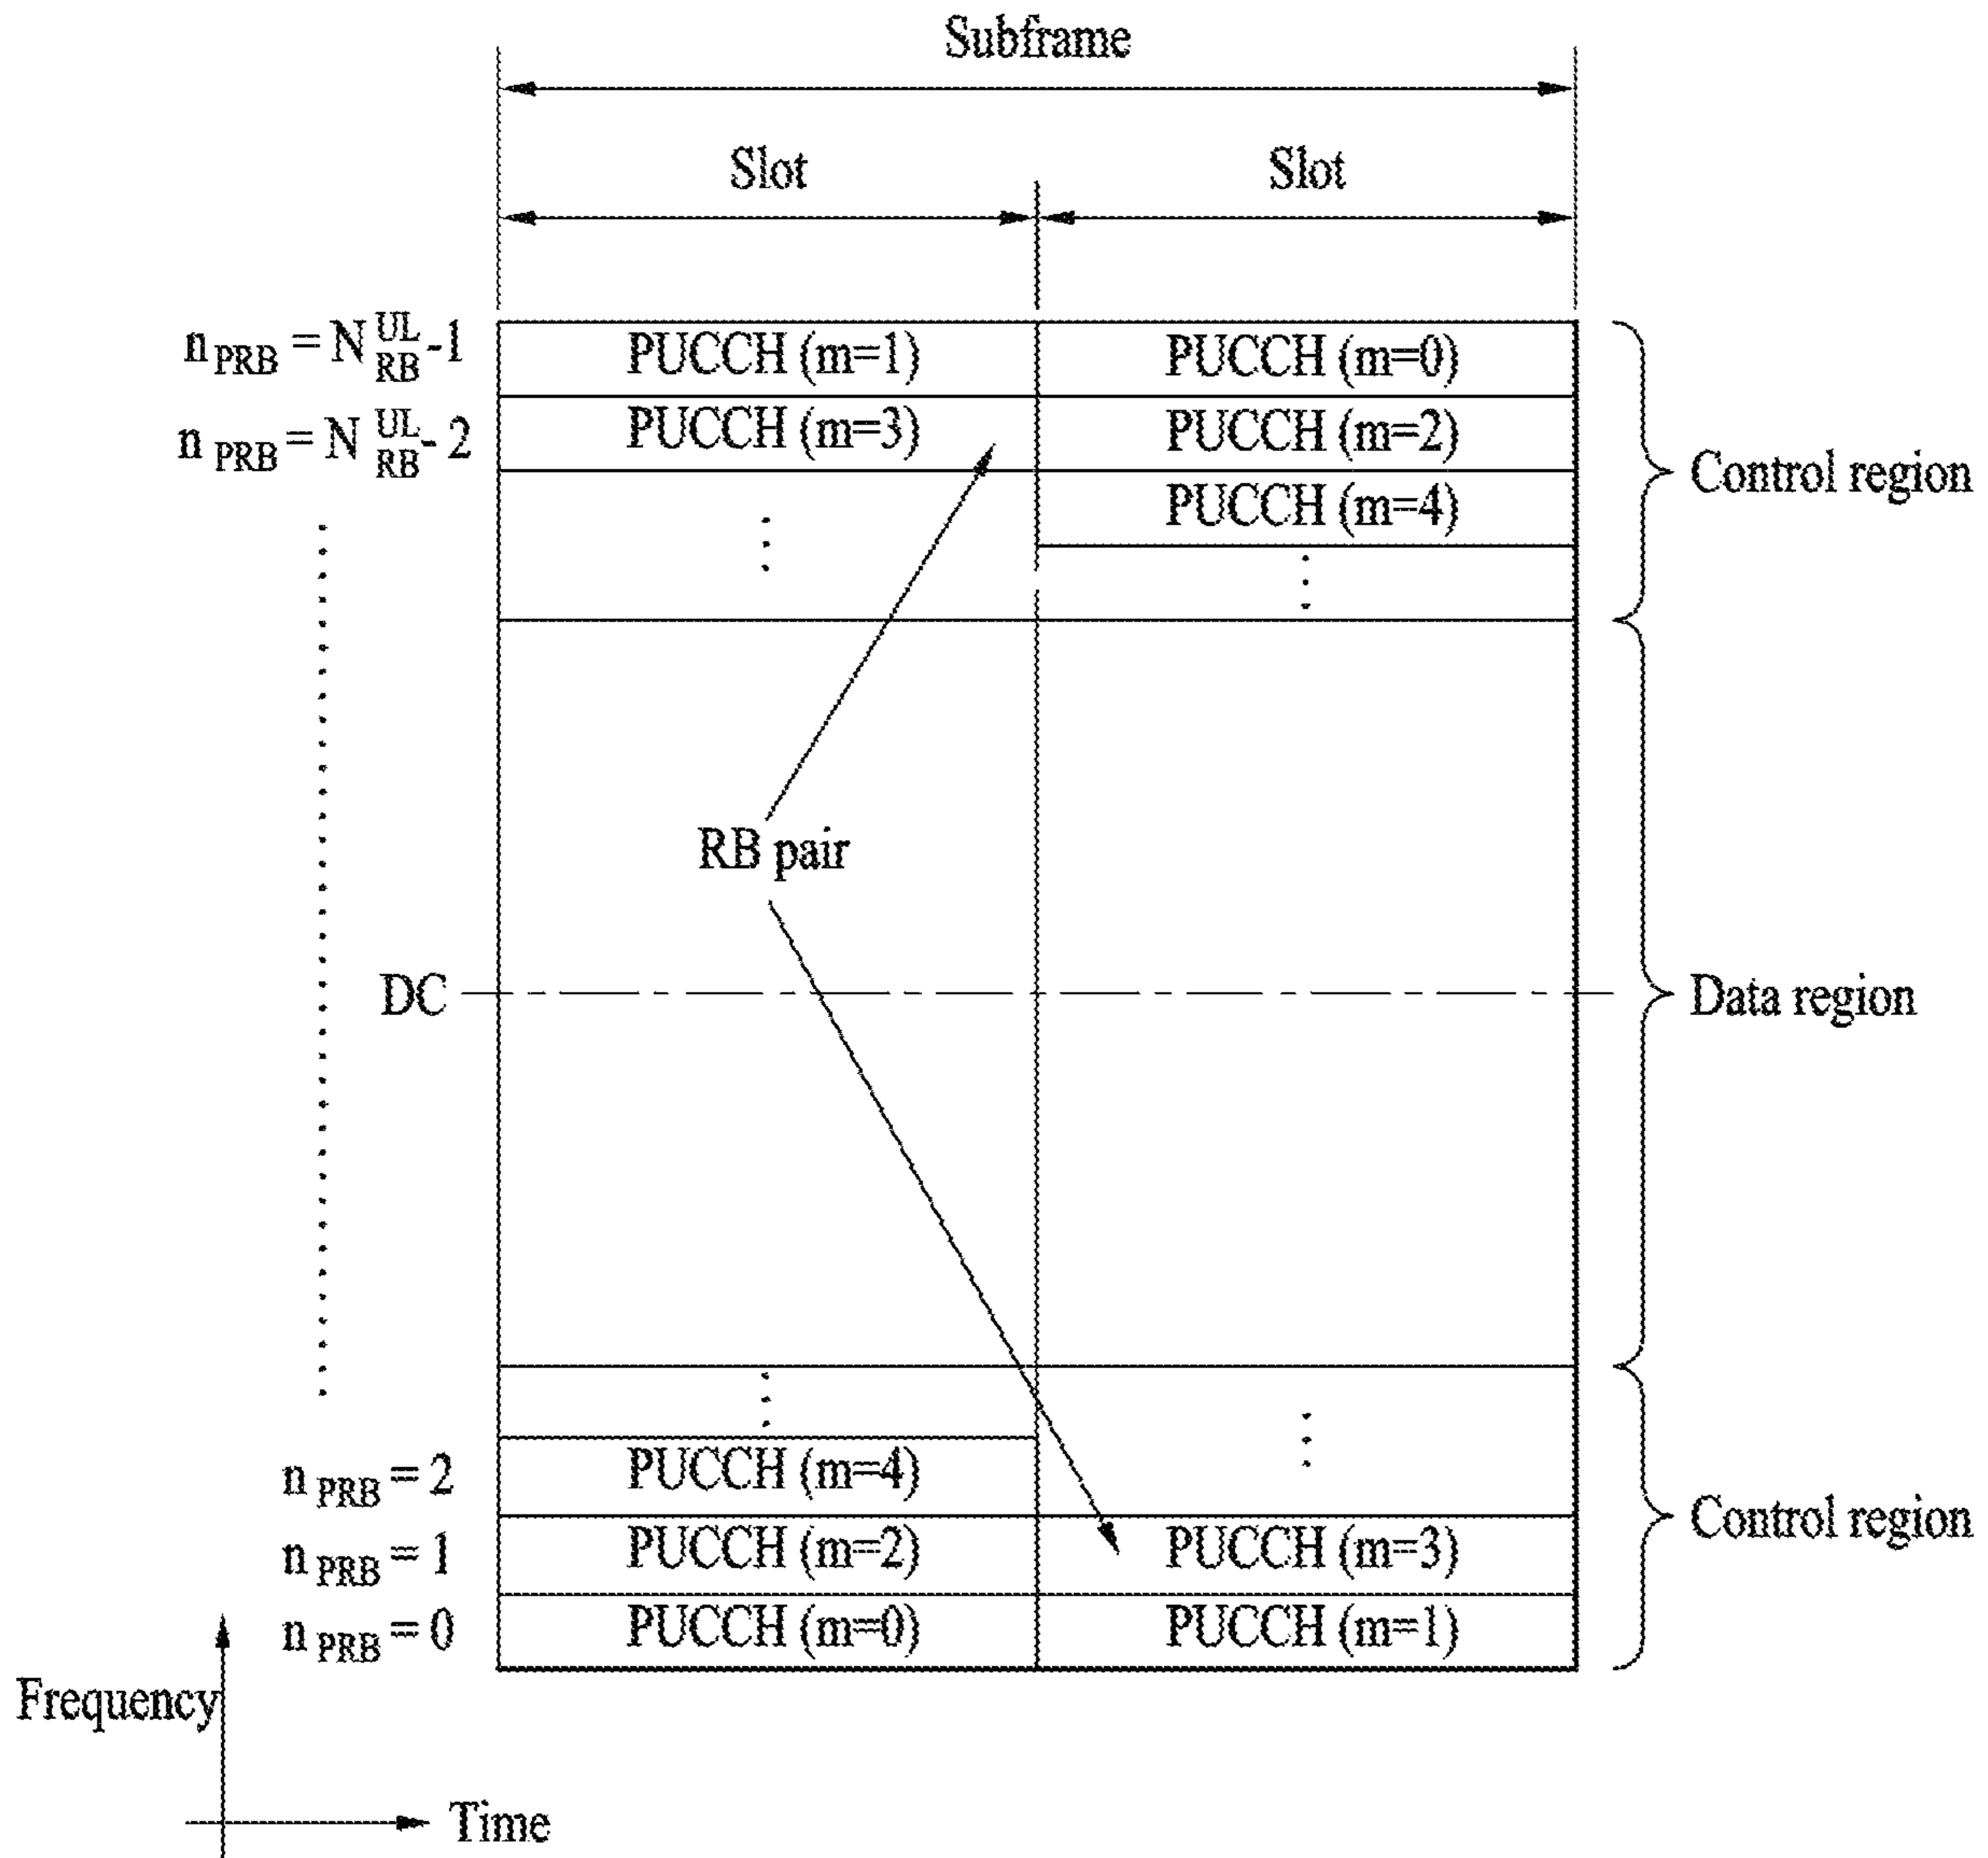 Subframe
Slot Slot
n PRB = N UL RB -1 PUCCH (m=1) PUCCH (m=0)
n PRB = N UL RB - 2 PUCCH (m=3) PUCCH (m=2)
Control region
PUCCH (m=4)
RB pair
DC
Data region
n PRB = 2 PUCCH (m=4)
Control region
n PRB = 1 PUCCH (m=2) PUCCH (m=3)
n PRB = 0 PUCCH (m=0) PUCCH (m=1)
Frequency
Time